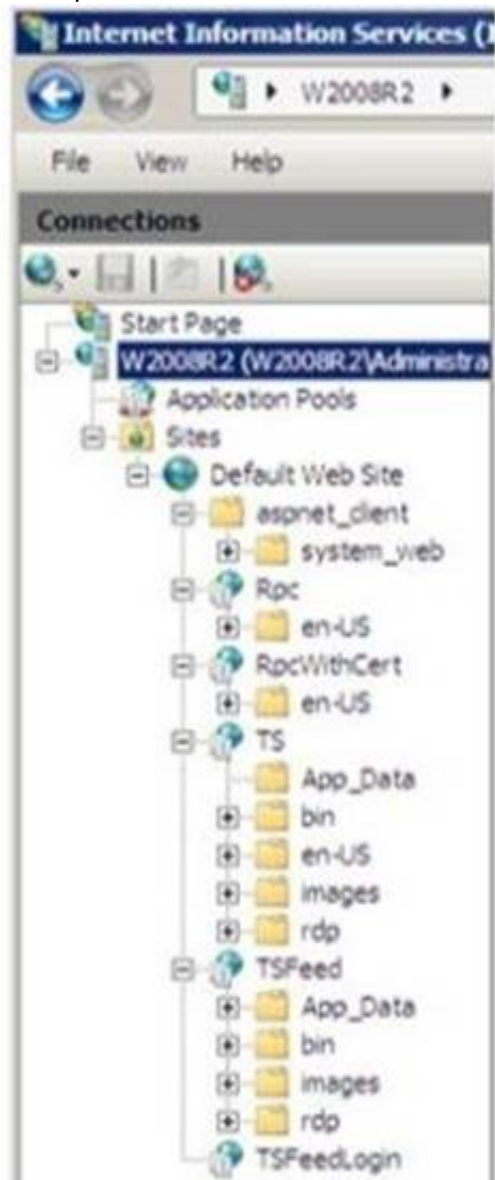 Internet Information Services (
W2008R2
File View Help
Connections
Start Page
W2008R2 (W2008R2\Administra
Application Pools
Sites
Default Web Site
aspnet_client
system_web
Rpc
en-US
RpcWithCert
en-US
TS
App_Data
bin
en-US
images
rdp
TSFeed
App_Data
bin
images
rdp
TSFeedLogin